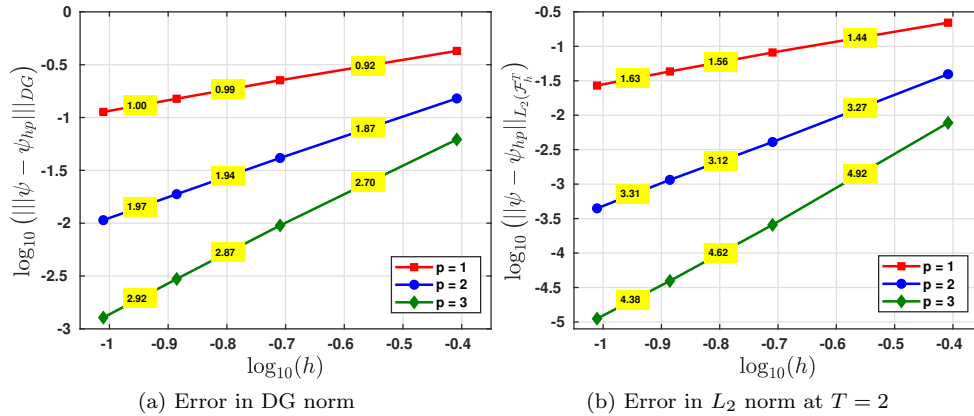 0
-0.5
-1
-1.5
-2
-2.5
-3
log₁₀ (|||ψ − ψₕₚ|||_DG)
1.00
0.99
0.92
1.97
1.94
1.87
2.92
2.87
2.70
p = 1
p = 2
p = 3
-1 -0.9 -0.8 -0.7 -0.6 -0.5 -0.4
log₁₀(h)
(a) Error in DG norm
-0.5
-1
-1.5
-2
-2.5
-3
-3.5
-4
-4.5
-5
log₁₀ (||ψ − ψₕₚ||_{L₂(ℱₕᵀ)})
1.63
1.56
1.44
3.31
3.12
3.27
4.38
4.62
4.92
p = 1
p = 2
p = 3
-1 -0.9 -0.8 -0.7 -0.6 -0.5 -0.4
log₁₀(h)
(b) Error in L₂ norm at T = 2